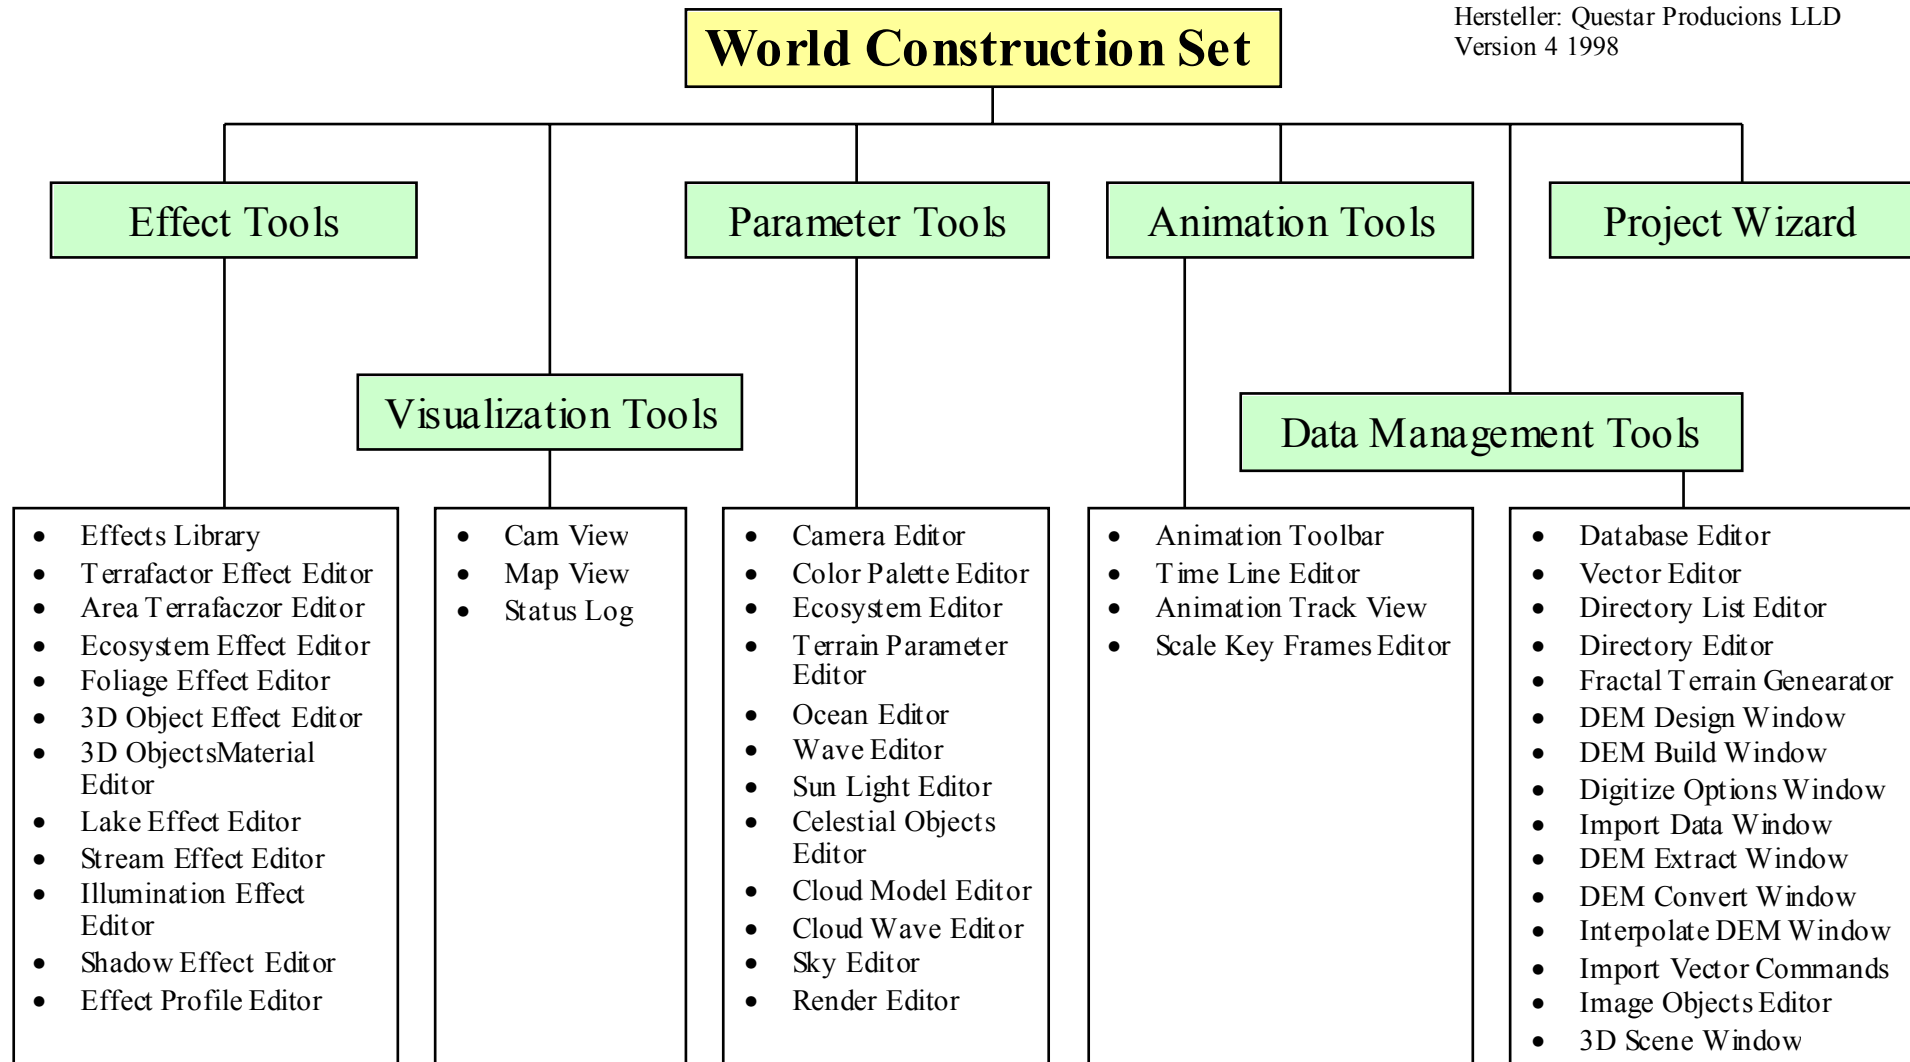 Hersteller: Questar Producions LLD
Version 4 1998
World Construction Set
Effect Tools
Parameter Tools
Animation Tools
Project Wizard
Visualization Tools
Data Management Tools
• Effects Library
• Terrafactor Effect Editor
• Area Terrafaczor Editor
• Ecosystem Effect Editor
• Foliage Effect Editor
• 3D Object Effect Editor
• 3D ObjectsMaterial
Editor
• Lake Effect Editor
• Stream Effect Editor
• Illumination Effect
Editor
• Shadow Effect Editor
• Effect Profile Editor
• Cam View
• Map View
• Status Log
• Camera Editor
• Color Palette Editor
• Ecosystem Editor
• Terrain Parameter
Editor
• Ocean Editor
• Wave Editor
• Sun Light Editor
• Celestial Objects
Editor
• Cloud Model Editor
• Cloud Wave Editor
• Sky Editor
• Render Editor
• Animation Toolbar
• Time Line Editor
• Animation Track View
• Scale Key Frames Editor
• Database Editor
• Vector Editor
• Directory List Editor
• Directory Editor
• Fractal Terrain Genearator
• DEM Design Window
• DEM Build Window
• Digitize Options Window
• Import Data Window
• DEM Extract Window
• DEM Convert Window
• Interpolate DEM Window
• Import Vector Commands
• Image Objects Editor
• 3D Scene Window